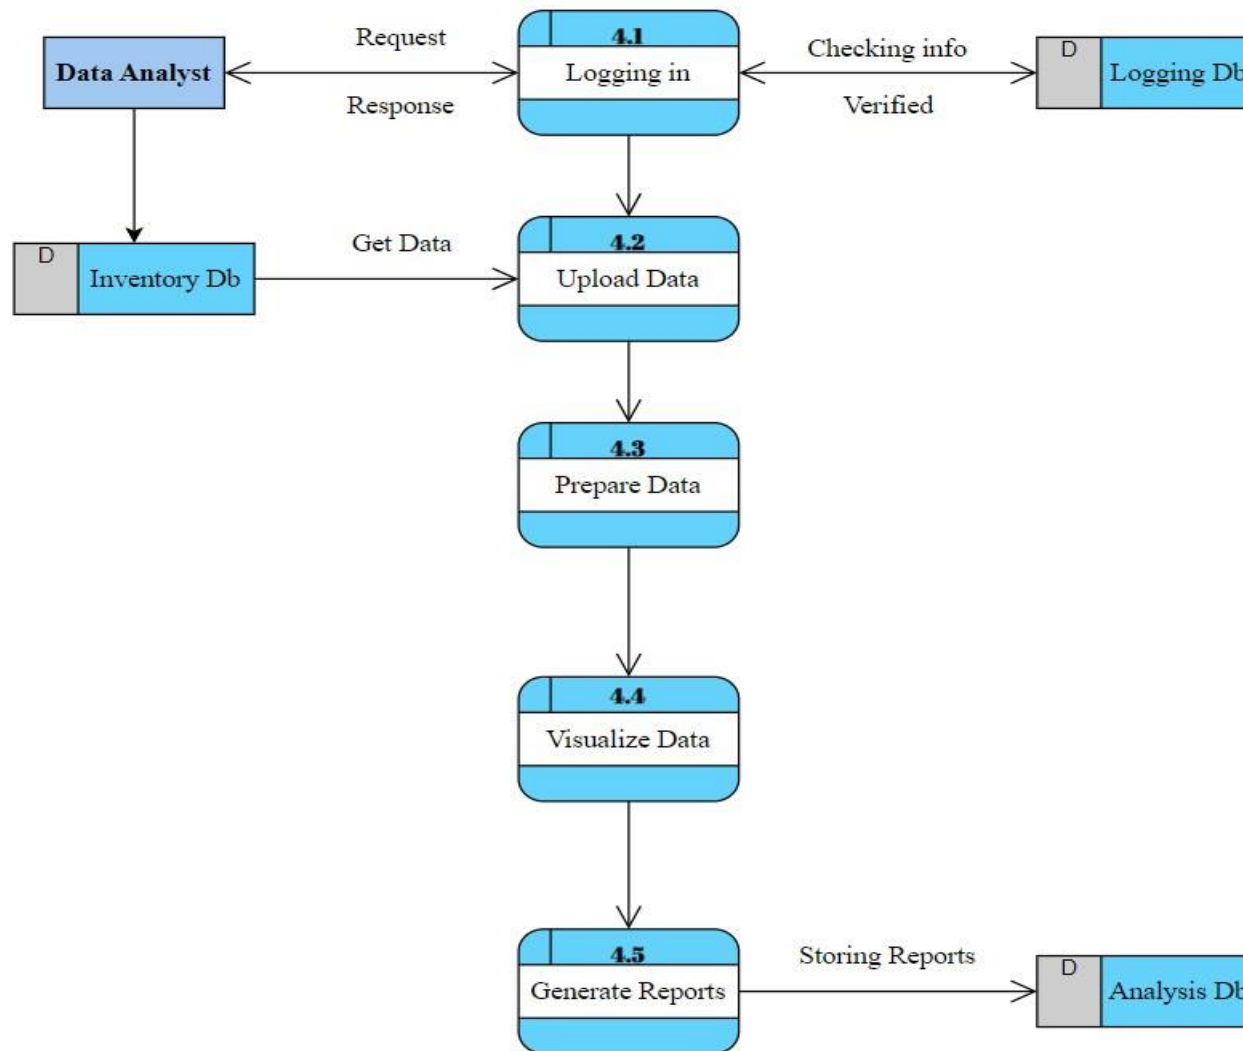 4.1
Request
Checking info
D
Data Analyst
Logging in
Logging Db
Response
Verified
4.2
D
Get Data
Inventory Db
Upload Data
4.3
Prepare Data
4.4
Visualize Data
4.5
Storing Reports
D
Generate Reports
Analysis Db